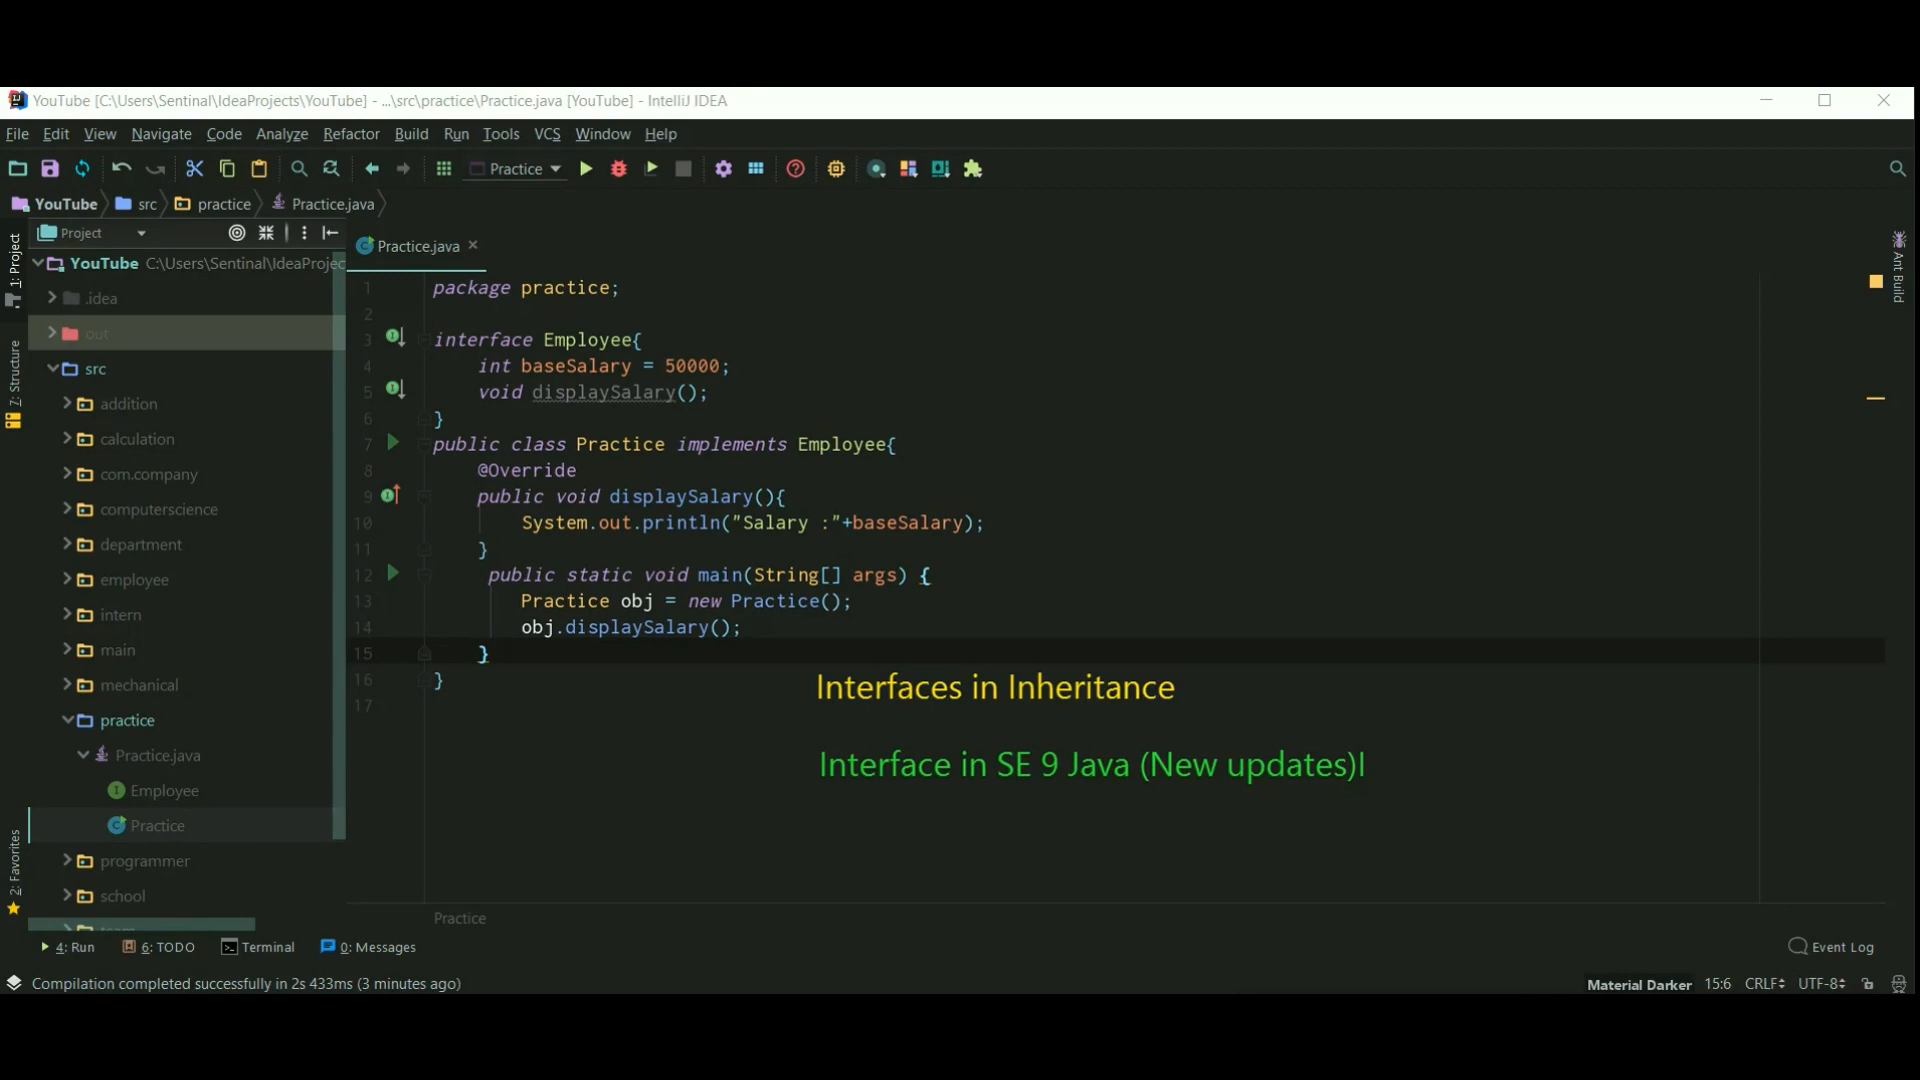 YouTube [C:\Users\Sentinal\IdeaProjects\YouTube] - ...\src\practice\Practice.java [YouTube] - IntelliJ IDEA
File Edit View Navigate Code Analyze Refactor Build Run Tools VCS Window Help
Practice
YouTube src practice Practice.java
1: Project
7: Structure
2: Favorites
Project
YouTube C:\Users\Sentinal\IdeaProjec
.idea
out
src
addition
calculation
com.company
computerscience
department
employee
intern
main
mechanical
practice
Practice.java
Employee
Practice
programmer
school
Practice.java
1 package practice;
2
3 interface Employee{
4 int baseSalary = 50000;
5 void displaySalary();
6 }
7 public class Practice implements Employee{
8 @Override
9 public void displaySalary(){
10 System.out.println("Salary :"+baseSalary);
11 }
12 public static void main(String[] args) {
13 Practice obj = new Practice();
14 obj.displaySalary();
15 }
16 }
17
Interfaces in Inheritance
Interface in SE 9 Java (New updates)
Practice
Ant Build
4: Run 6: TODO Terminal 0: Messages Event Log
Compilation completed successfully in 2s 433ms (3 minutes ago) Material Darker 15:6 CRLF UTF-8